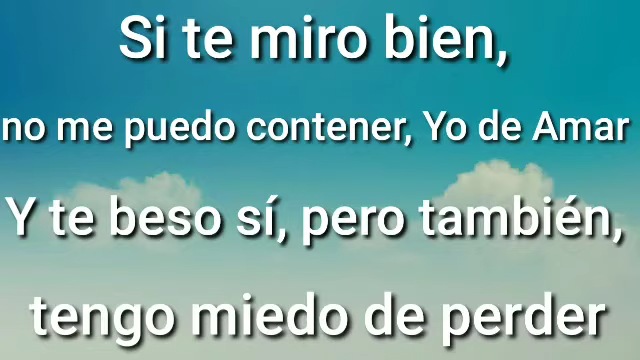 Si te miro bien,
no me puedo contener, Yo de Amar
Y te beso sí, pero también,
tengo miedo de perder